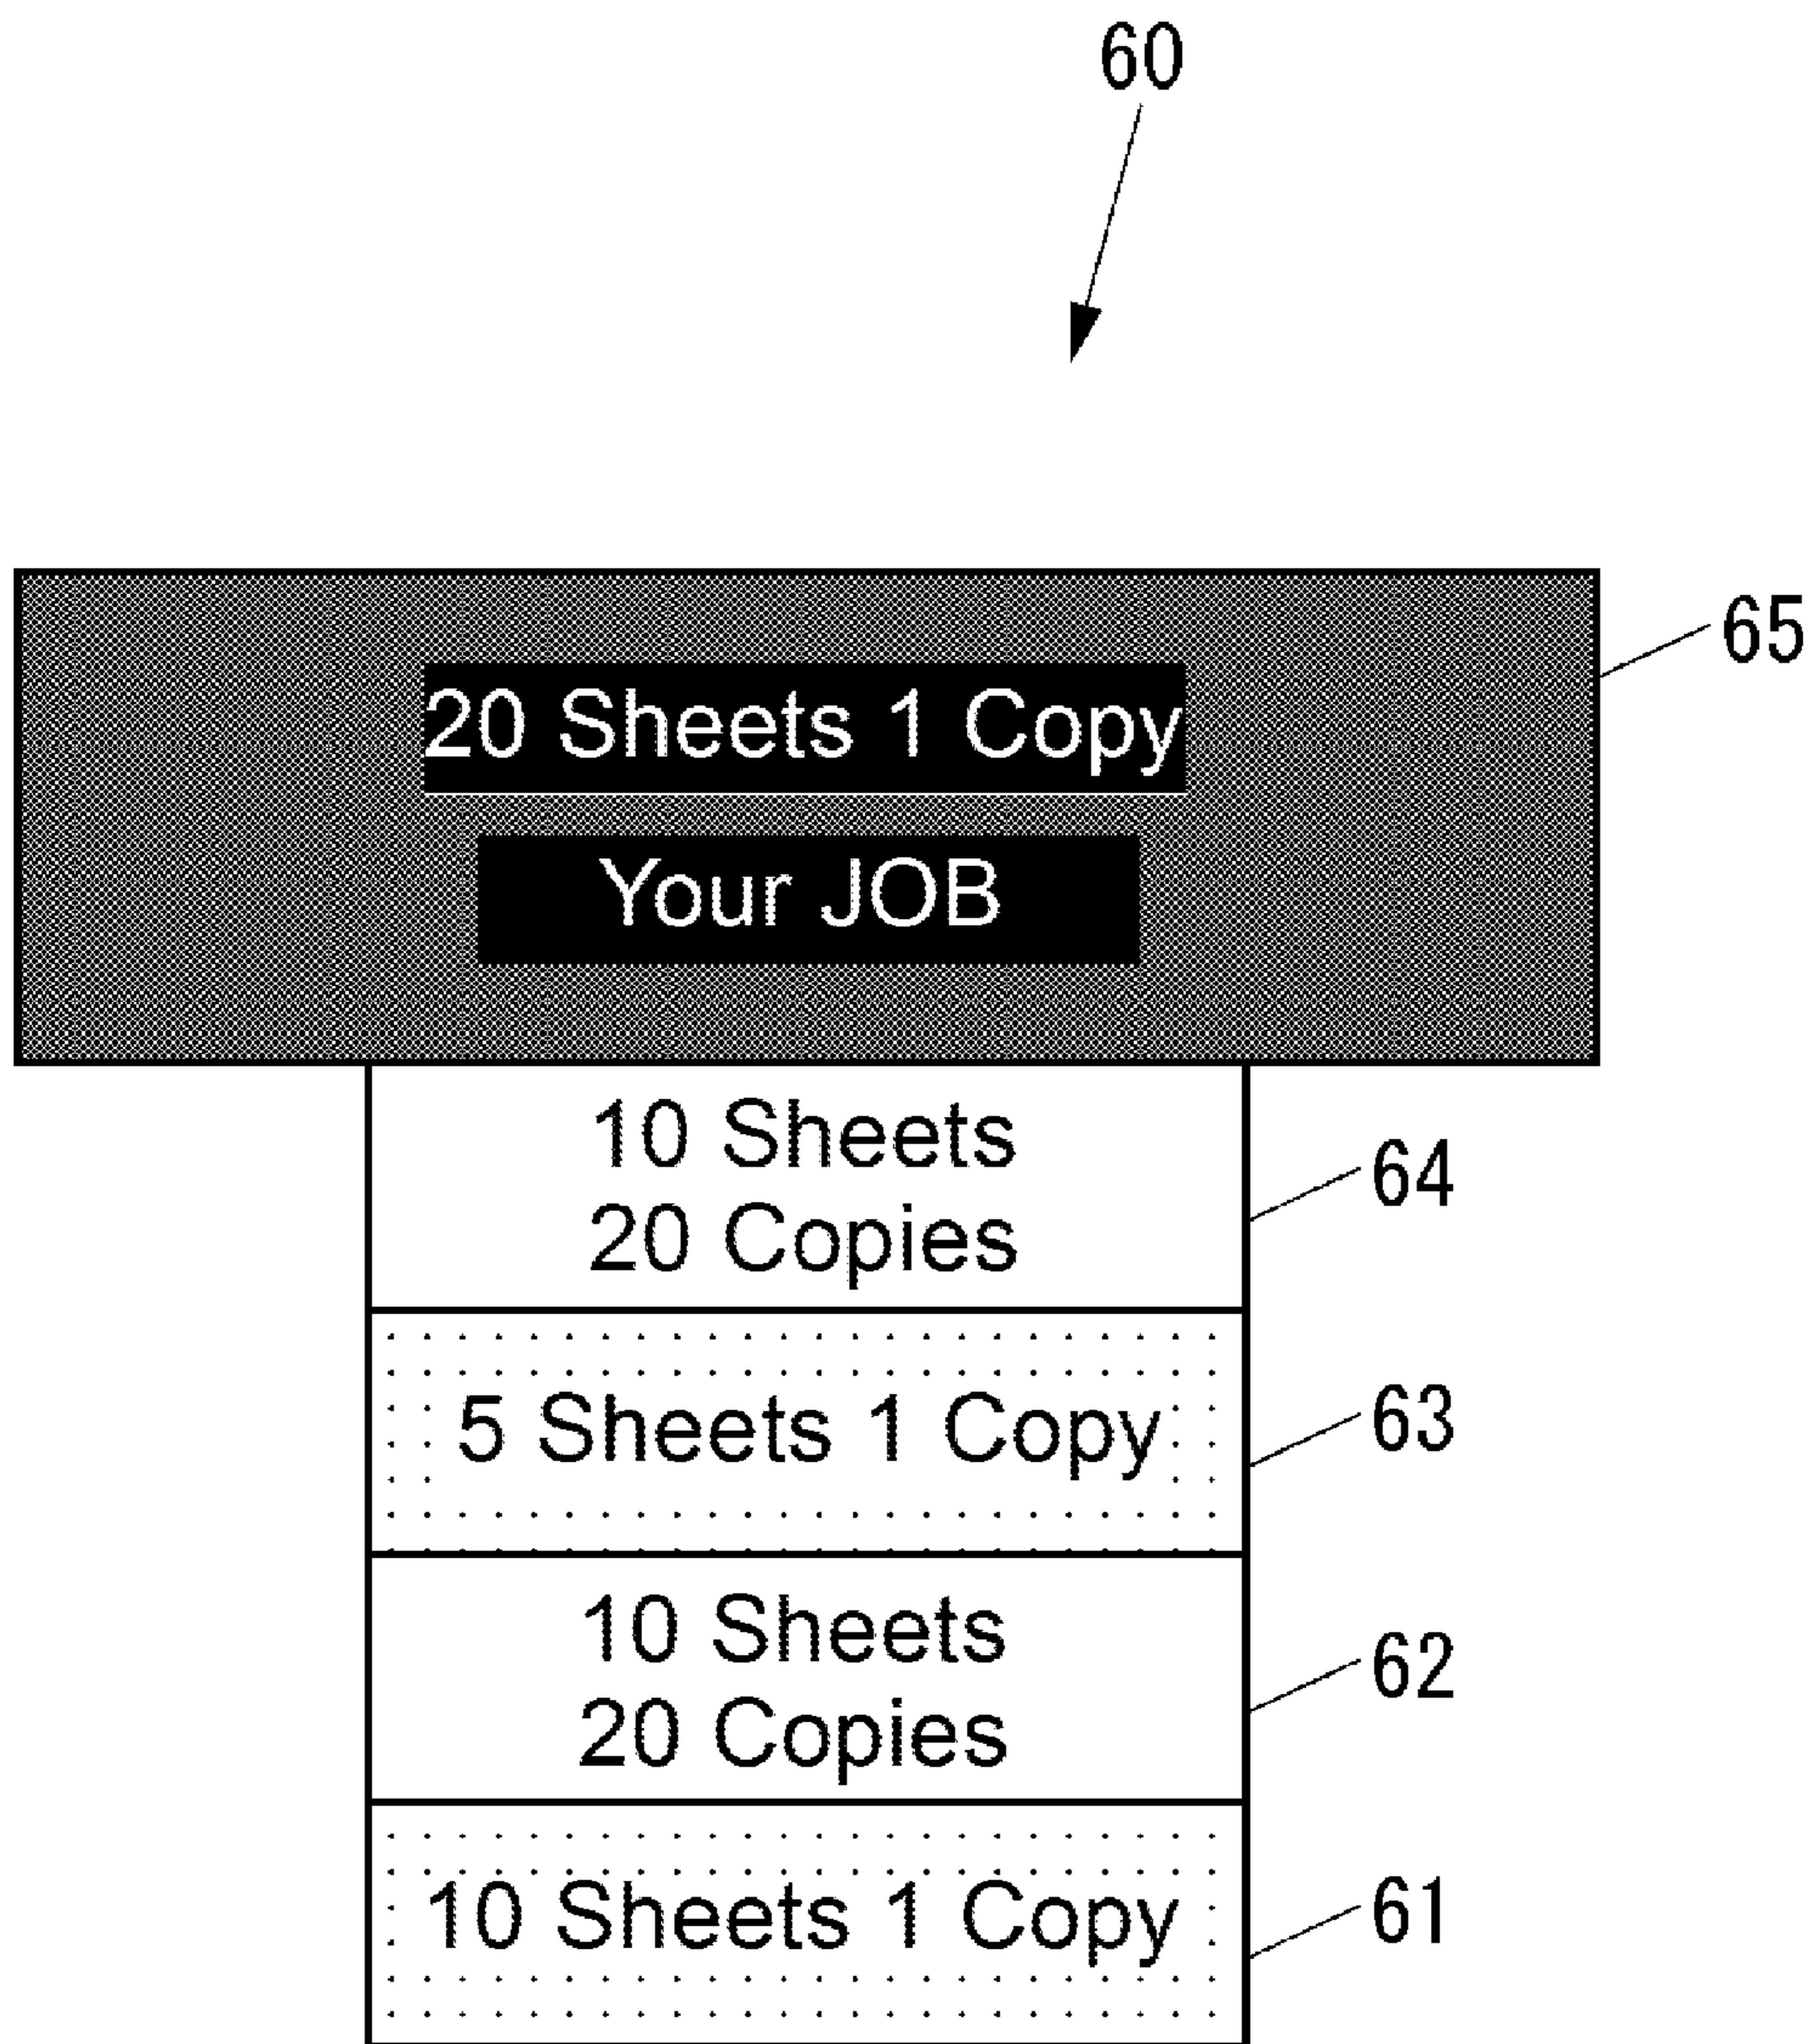 60
65
20 Sheets 1 Copy
Your JOB
10 Sheets
20 Copies
64
5 Sheets 1 Copy
63
10 Sheets
20 Copies
62
10 Sheets 1 Copy
61